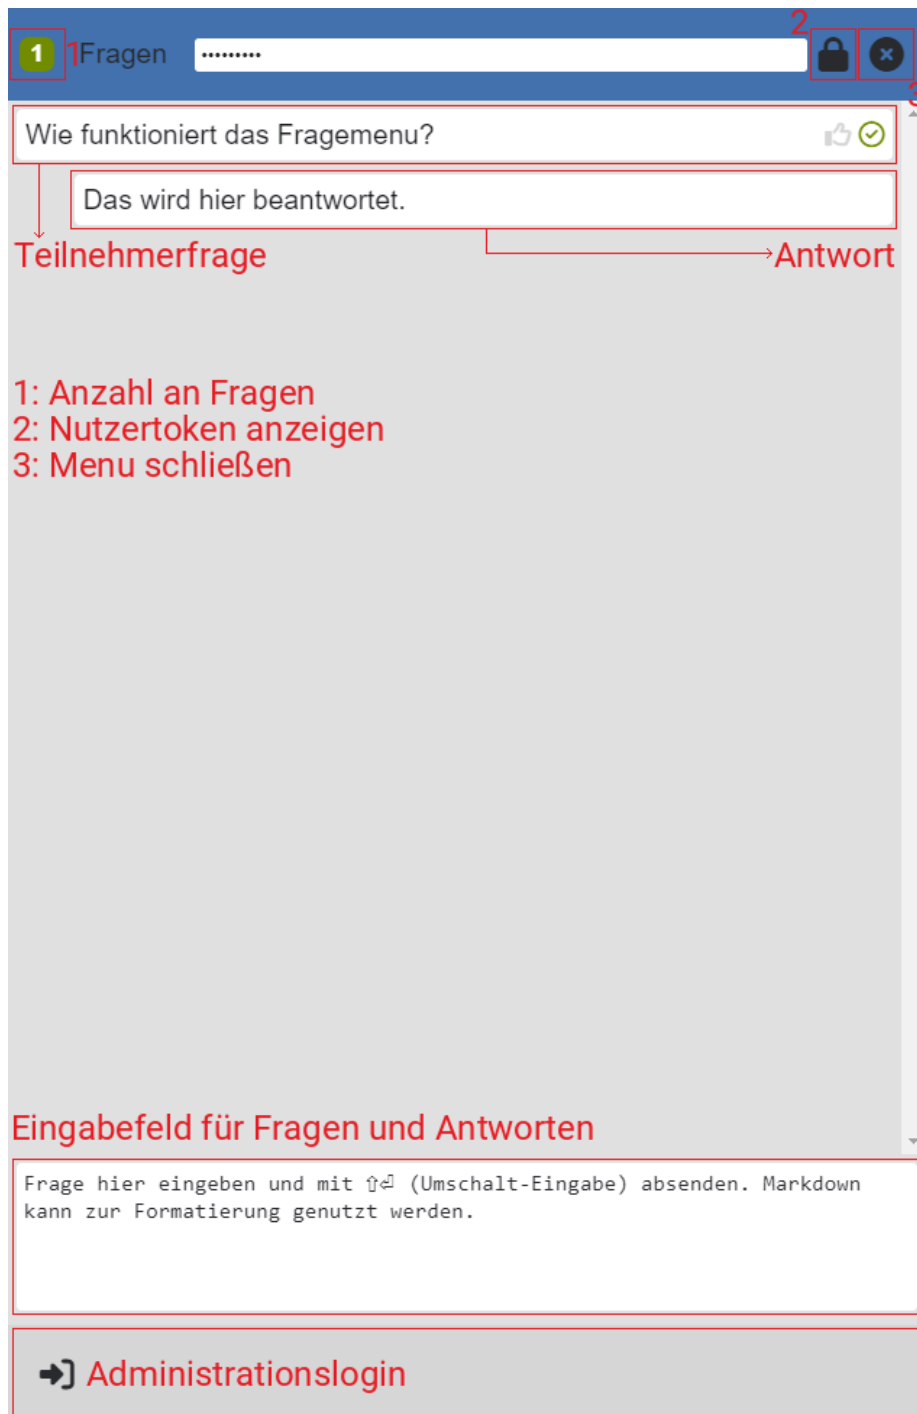 2
1 1 Fragen •••••••••
3
Wie funktioniert das Fragemenu?
Das wird hier beantwortet.
Teilnehmerfrage Antwort
1: Anzahl an Fragen
2: Nutzertoken anzeigen
3: Menu schließen
Eingabefeld für Fragen und Antworten
Frage hier eingeben und mit ⇧⏎ (Umschalt-Eingabe) absenden. Markdown
kann zur Formatierung genutzt werden.
Administrationslogin